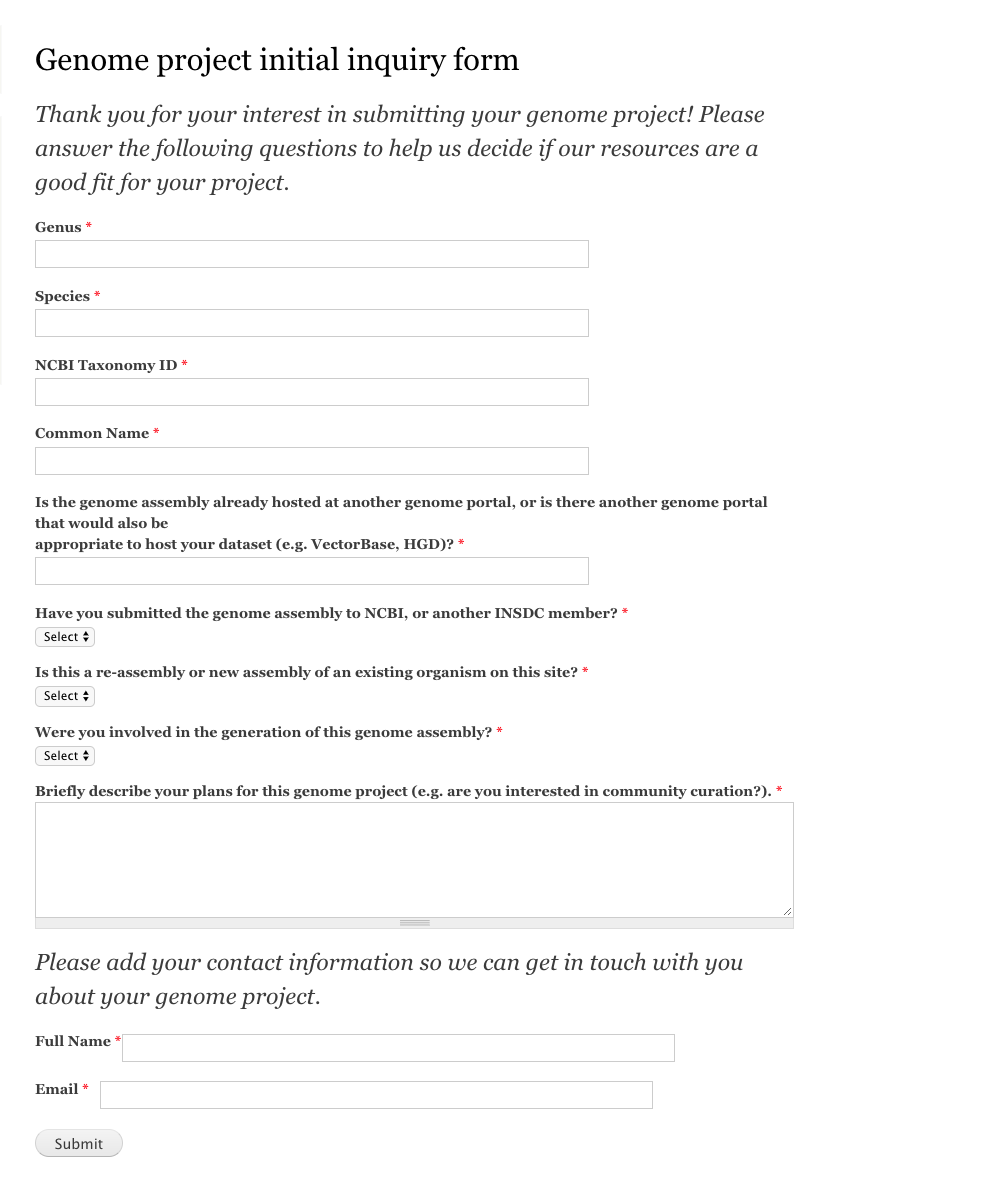 Genome project initial inquiry form
Thank you for your interest in submitting your genome project! Please
answer the following questions to help us decide if our resources are a
good fit for your project.
Genus *
Species *
NCBI Taxonomy ID *
Common Name *
Is the genome assembly already hosted at another genome portal, or is there another genome portal
that would also be
appropriate to host your dataset (e.g. VectorBase, HGD)? *
Have you submitted the genome assembly to NCBI, or another INSDC member? *
Select
Is this a re-assembly or new assembly of an existing organism on this site? *
Select
Were you involved in the generation of this genome assembly? *
Select
Briefly describe your plans for this genome project (e.g. are you interested in community curation?). *
Please add your contact information so we can get in touch with you
about your genome project.
Full Name *
Email *
Submit